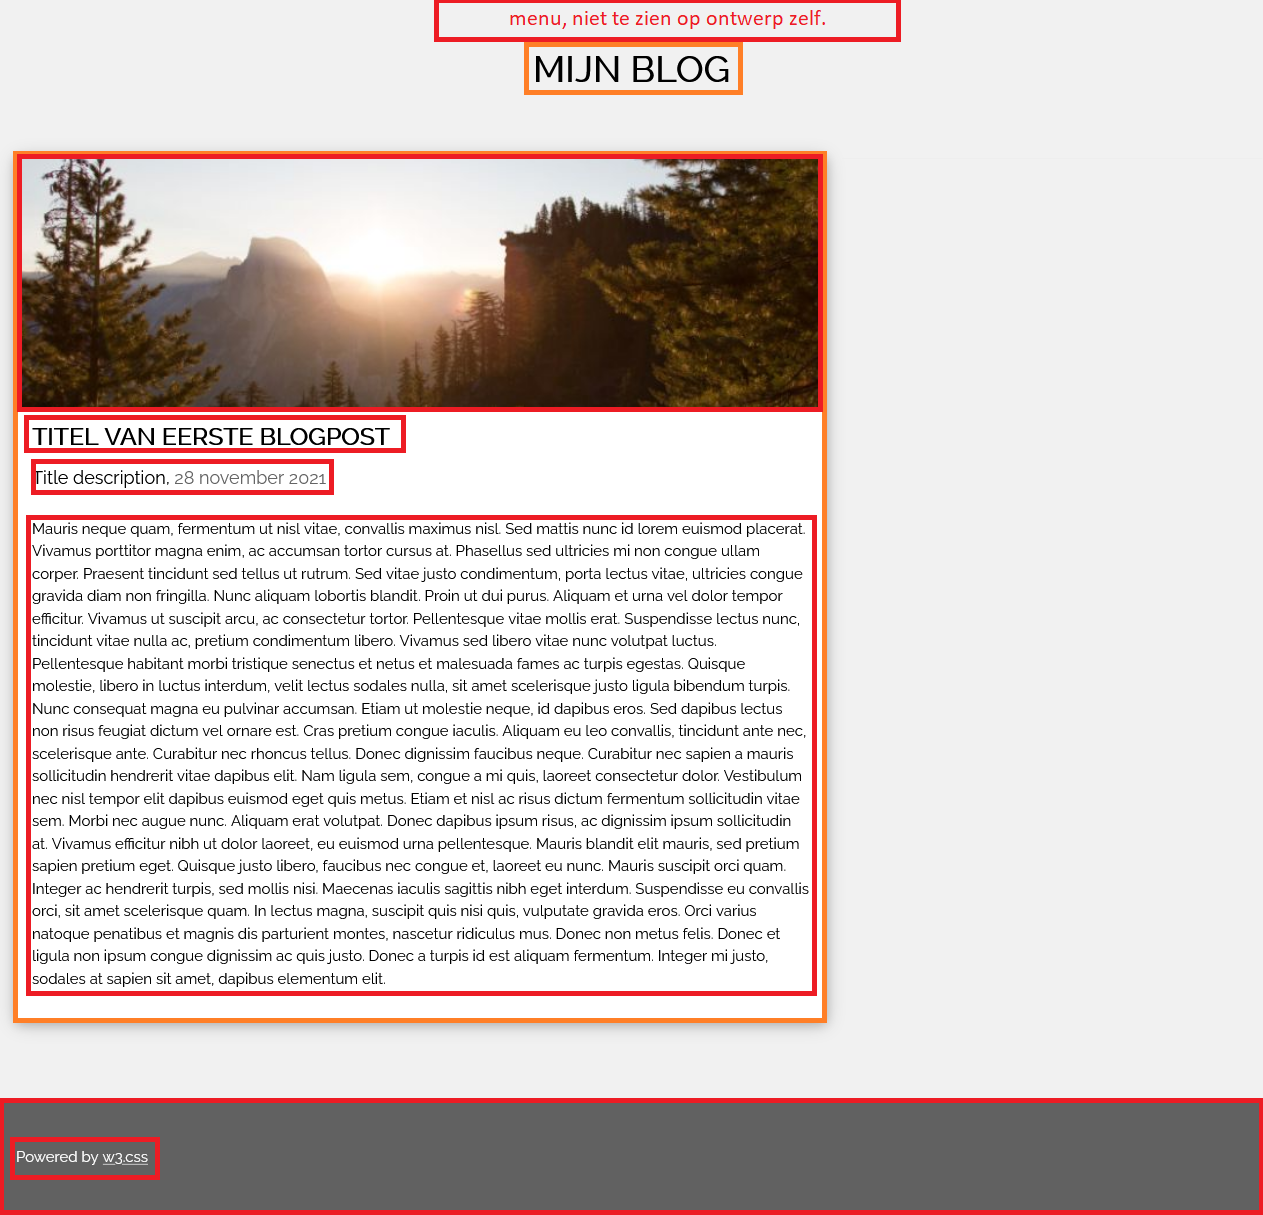 menu, niet te zien op ontwerp zelf.
MIJN BLOG
TITEL VAN EERSTE BLOGPOST
Title description, 28 november 2021
Mauris neque quam, fermentum ut nisl vitae, convallis maximus nisl. Sed mattis nunc id lorem euismod placerat.
Vivamus porttitor magna enim, ac accumsan tortor cursus at. Phasellus sed ultricies mi non congue ullam
corper. Praesent tincidunt sed tellus ut rutrum. Sed vitae justo condimentum, porta lectus vitae, ultricies congue
gravida diam non fringilla. Nunc aliquam lobortis blandit. Proin ut dui purus. Aliquam et urna vel dolor tempor
efficitur. Vivamus ut suscipit arcu, ac consectetur tortor. Pellentesque vitae mollis erat. Suspendisse lectus nunc,
tincidunt vitae nulla ac, pretium condimentum libero. Vivamus sed libero vitae nunc volutpat luctus.
Pellentesque habitant morbi tristique senectus et netus et malesuada fames ac turpis egestas. Quisque
molestie, libero in luctus interdum, velit lectus sodales nulla, sit amet scelerisque justo ligula bibendum turpis.
Nunc consequat magna eu pulvinar accumsan. Etiam ut molestie neque, id dapibus eros. Sed dapibus lectus
non risus feugiat dictum vel ornare est. Cras pretium congue iaculis. Aliquam eu leo convallis, tincidunt ante nec,
scelerisque ante. Curabitur nec rhoncus tellus. Donec dignissim faucibus neque. Curabitur nec sapien a mauris
sollicitudin hendrerit vitae dapibus elit. Nam ligula sem, congue a mi quis, laoreet consectetur dolor. Vestibulum
nec nisl tempor elit dapibus euismod eget quis metus. Etiam et nisl ac risus dictum fermentum sollicitudin vitae
sem. Morbi nec augue nunc. Aliquam erat volutpat. Donec dapibus ipsum risus, ac dignissim ipsum sollicitudin
at. Vivamus efficitur nibh ut dolor laoreet, eu euismod urna pellentesque. Mauris blandit elit mauris, sed pretium
sapien pretium eget. Quisque justo libero, faucibus nec congue et, laoreet eu nunc. Mauris suscipit orci quam.
Integer ac hendrerit turpis, sed mollis nisi. Maecenas iaculis sagittis nibh eget interdum. Suspendisse eu convallis
orci, sit amet scelerisque quam. In lectus magna, suscipit quis nisi quis, vulputate gravida eros. Orci varius
natoque penatibus et magnis dis parturient montes, nascetur ridiculus mus. Donec non metus felis. Donec et
ligula non ipsum congue dignissim ac quis justo. Donec a turpis id est aliquam fermentum. Integer mi justo,
sodales at sapien sit amet, dapibus elementum elit.
Powered by w3.css